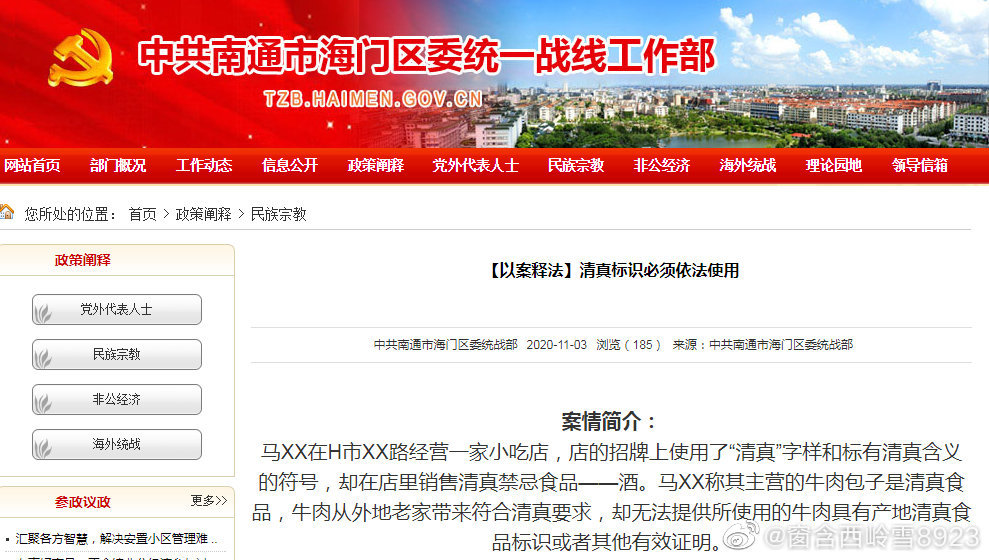 中共南通市海门区委统一战线工作部
TZB.HAIMEN.GOV.CN
网站首页 部门概况 工作动态 信息公开 政策阐释 党外代表人士 民族宗教 非公经济 海外统战 理论园地 领导信箱
您所处的位置： 首页 > 政策阐释 > 民族宗教
政策阐释
党外代表人士
民族宗教
非公经济
海外统战
参政议政 更多>>
汇聚各方智慧，解决安置小区管理难 ..
【以案释法】清真标识必须依法使用
中共南通市海门区委统战部 2020-11-03 浏览（185） 来源：中共南通市海门区委统战部
案情简介：
马XX在H市XX路经营一家小吃店，店的招牌上使用了“清真”字样和标有清真含义
的符号，却在店里销售清真禁忌食品——酒。马XX称其主营的牛肉包子是清真食
品，牛肉从外地老家带来符合清真要求，却无法提供所使用的牛肉具有产地清真食
品标识或者其他有效证明。
@窗含西岭雪8923